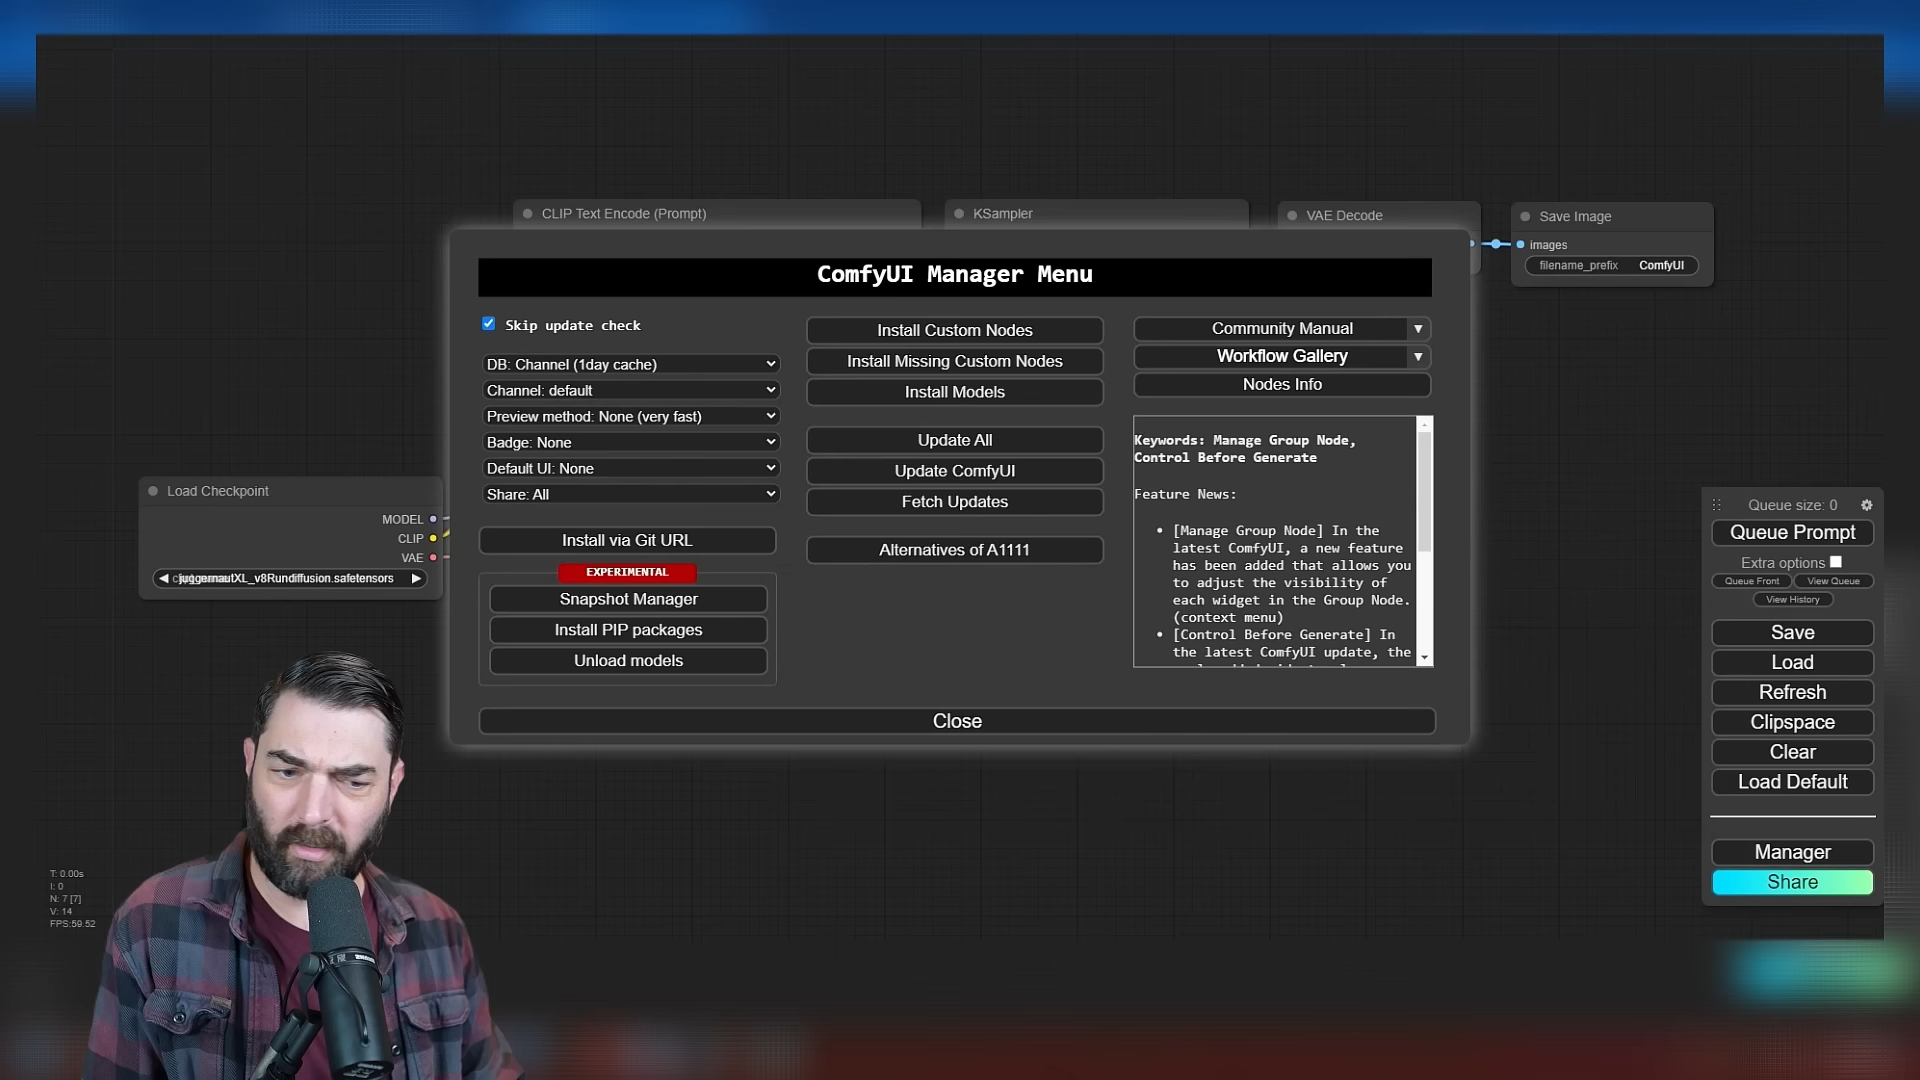 CLIP Text Encode (Prompt)
KSampler
VAE Decode
Save Image
images
filename_prefix ComfyUI
ComfyUI Manager Menu
Skip update check
DB: Channel (1day cache)
Channel: default
Preview method: None (very fast)
Badge: None
Default UI: None
Share: All
Install via Git URL
EXPERIMENTAL
Snapshot Manager
Install PIP packages
Unload models
Install Custom Nodes
Install Missing Custom Nodes
Install Models
Update All
Update ComfyUI
Fetch Updates
Alternatives of A1111
Community Manual
Workflow Gallery
Nodes Info
Keywords: Manage Group Node,
Control Before Generate
Feature News:
[Manage Group Node] In the
latest ComfyUI, a new feature
has been added that allows you
to adjust the visibility of
each widget in the Group Node.
(context menu)
[Control Before Generate] In
the latest ComfyUI update, the
Close
Load Checkpoint
MODEL
CLIP
VAE
juggernautXL_v8Rundiffusion.safetensors
Queue size: 0
Queue Prompt
Extra options
Queue Front View Queue
View History
Save
Load
Refresh
Clipspace
Clear
Load Default
Manager
Share
T: 0.00s
I: 0
N: 7 [7]
V: 14
FPS:59.52